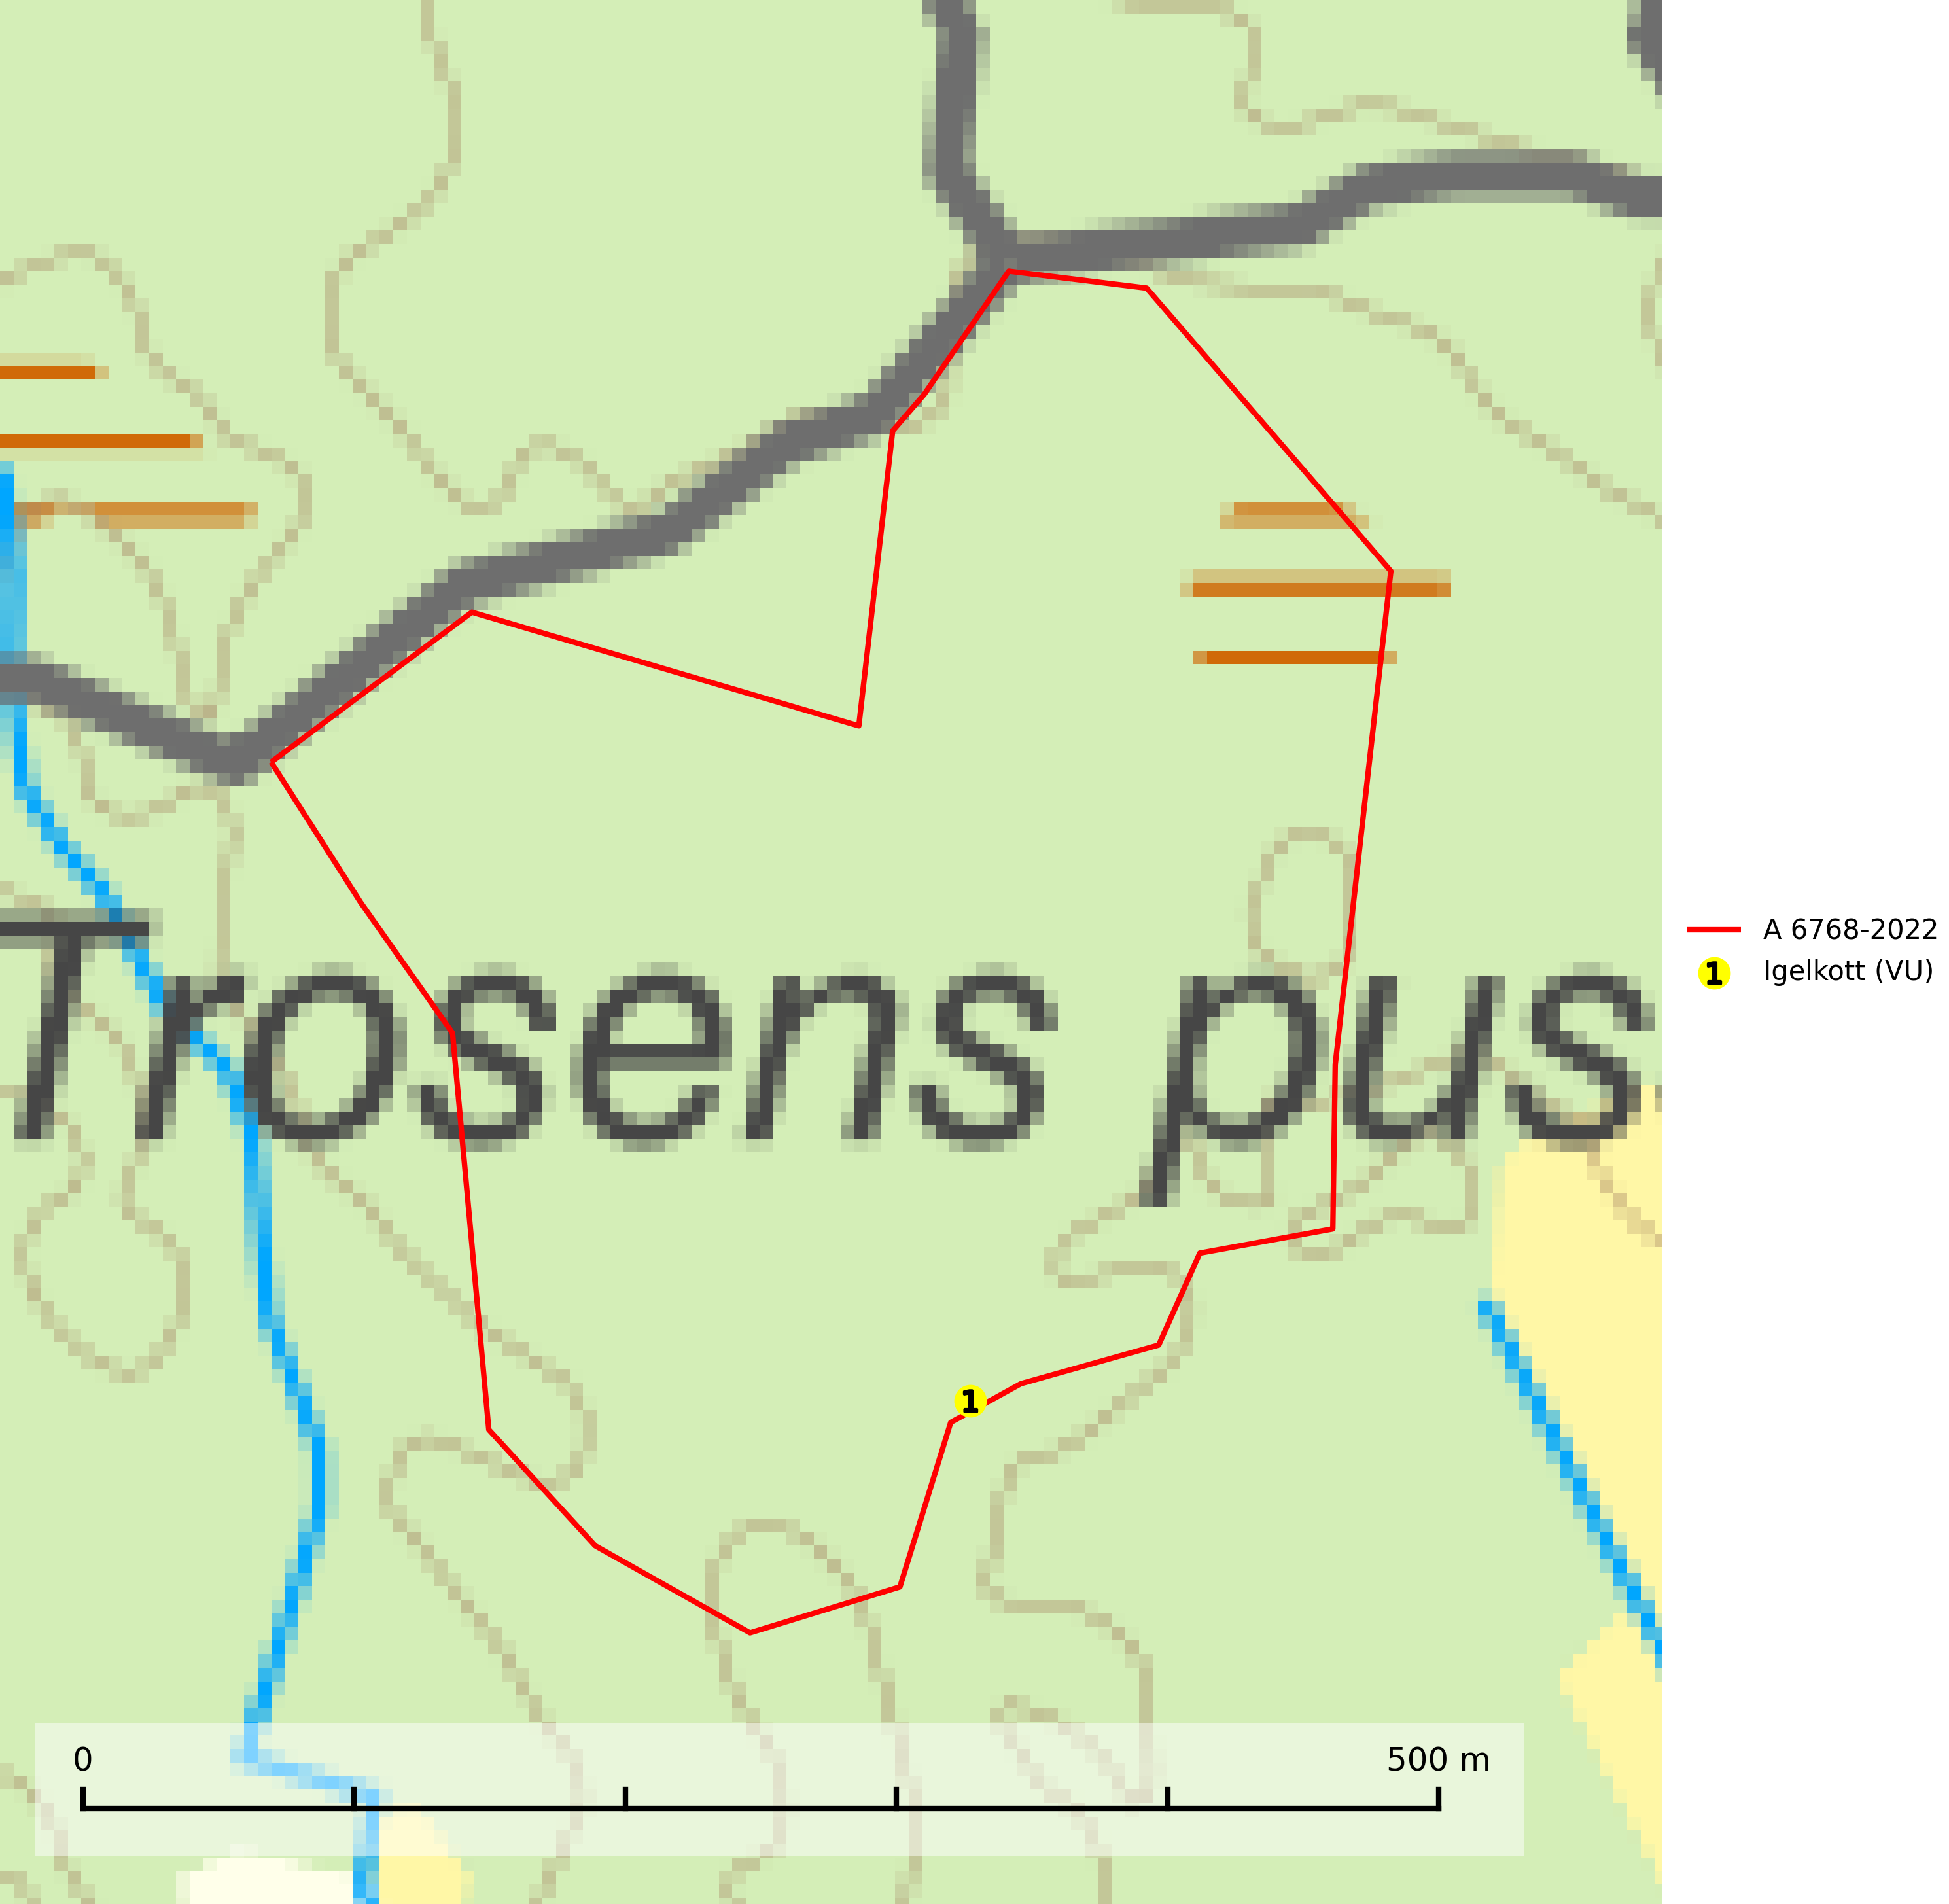 Trosens pus
A 6768-2022
1 Igelkott (VU)
1
0 500 m